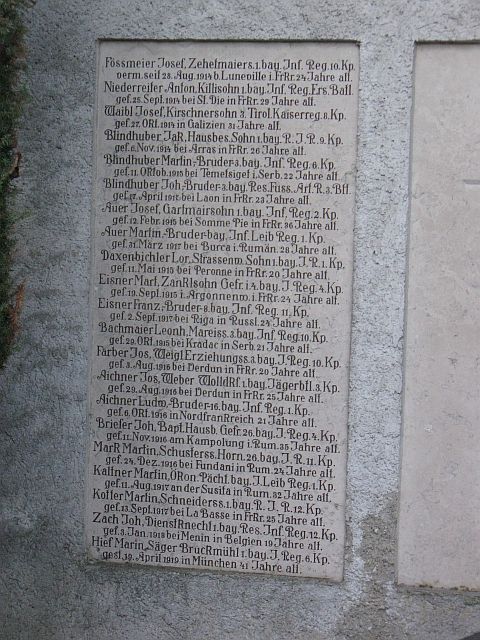 Fössmeier Josef, Zehetmaiers. 1. bay. Inf. Reg. 10. Kp.
verm. seit 28. Aug. 1914 b. Luneville i. Frkr. 24 Jahre alt.
Niederreiter Anton, Killisohn 1. bay. Inf. Reg. Ers. Batl.
gef. 25. Sept. 1914 bei St. Die in Frkr. 29 Jahre alt.
Waibl Josef, Kirschnersohn 2. Tirol. Kaiserreg. 8. Kp.
gef. 27. Okt. 1914 in Galizien 31 Jahre alt.
Blindhuber Jak, Hausbes. Sohn 1. bay. R. J. R. 9. Kp.
gef. 6. Nov. 1914 bei Arras in Frkr. 26 Jahre alt.
Blindhuber Martin, -Bruder- 3. bay. Inf. Reg. 6. Kp.
gef. 11. Oktob. 1915 bei Temetsiget i. Serb. 22 Jahre alt.
Blindhuber Joh. -Bruder- 3. bay. Res. Fuss. Art. R. 3. Btt.
gef. 17. April 1917 bei Laon in Frkr. 23 Jahre alt.
Auer Josef, Gartmairsohn 1. bay. Inf. Reg. 2. Kp.
gef. 12. Febr. 1915 bei Somme Pie in Frkr. 36 Jahre alt.
Auer Martin, -Bruder- bay. Inf. Leib Reg. 1. Kp.
gef. 31. März 1917 bei Burca i. Rumän. 28 Jahre alt.
Daxenbichler Lor. Strassenw. Sohn 1. bay. J. R. 1. Kp.
gef. 11. Mai 1915 bei Peronne in Frkr. 20 Jahre alt.
Eisner Mart, Zanklsohn Gefr. i. 4. bay. J. Reg. 4. Kp.
gef. 19. Sept. 1915 i. Argonnenw. i. Frkr. 24 Jahre alt.
Eisner Franz, -Bruder- 8. bay. Inf. Reg. 11. Kp.
gef. 2. Sept. 1917 bei Riga in Russl. 24 Jahre alt.
Bachmaier Leonh, Mareiss. 3. bay. Inf. Reg. 10. Kp.
gef. 29. Okt. 1915 bei Kradac in Serb. 21 Jahre alt.
Färber Jos, Weigl Erziehungss. 3. bay. J. Reg. 10. Kp.
gef. 3. Aug. 1916 bei Verdun in Frkr. 20 Jahre alt.
Aichner Jos, Weber Wolldkf. 1. bay. Jägerbtl. 3. Kp.
gef. 29. Aug. 1916 bei Verdun in Frkr. 25 Jahre alt.
Aichner Ludw. -Bruder- 16. bay. Inf. Reg. 1. Kp.
gef. 6. Okt. 1916 in Nordfrankreich 21 Jahre alt.
Briefer Joh. Bapt. Hausb. Gefr. 26. bay. J. Reg. 4. Kp.
gef. 11. Nov. 1916 am Kampolung i. Rum. 35 Jahre alt.
Mark Martin, Schusterss. Horn. 26. bay. J. R. 11. Kp.
gef. 24. Dez. 1916 bei Fundani in Rum. 24 Jahre alt.
Kaltner Martin, Ökon. Pächt. bay. J. Leib Reg. 1. Kp.
gef. 11. Aug. 1917 an der Susita in Rum. 32 Jahre alt.
Koller Martin, Schneiderss. 1. bay. R. J. R. 12. Kp.
gef. 13. Sept. 1917 bei La Basse in Frkr. 25 Jahre alt.
Zach Joh., Dienstknecht 1. bay. Res. Inf. Reg. 12. Kp.
gef. 3. Jan. 1918 bei Menin in Belgien 19 Jahre alt.
Hief Marin, Säger Bruckmühl 1. bay. J. Reg. 6. Kp.
gest. 19. April 1919 in München 41 Jahre alt.